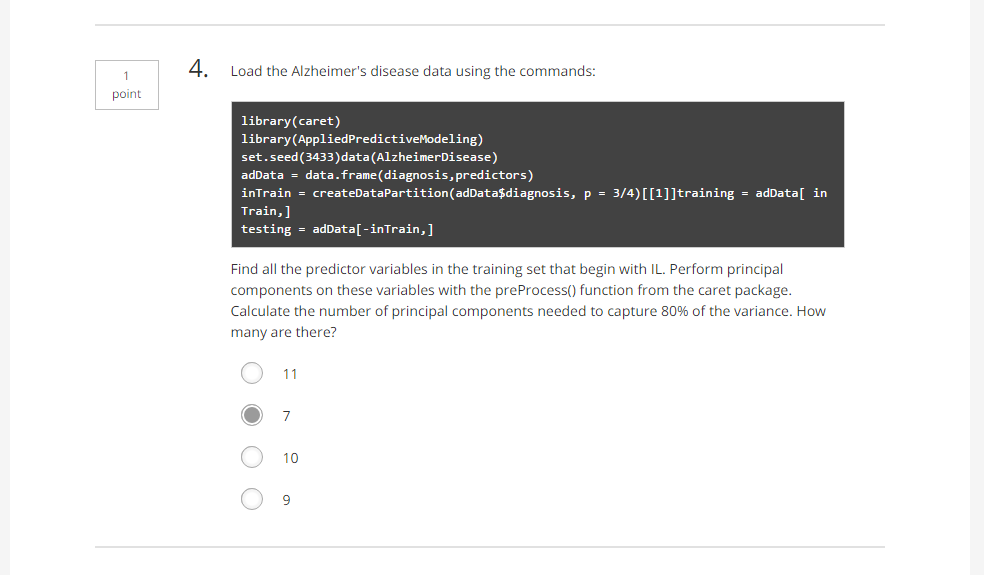 1
point
4.
Load the Alzheimer's disease data using the commands:
library(caret)
library(AppliedPredictiveModeling)
set.seed(3433)data(AlzheimerDisease)
adData = data.frame(diagnosis,predictors)
inTrain = createDataPartition(adData$diagnosis, p = 3/4)[[1]]training = adData[ in
Train,]
testing = adData[-inTrain,]
Find all the predictor variables in the training set that begin with IL. Perform principal
components on these variables with the preProcess() function from the caret package.
Calculate the number of principal components needed to capture 80% of the variance. How
many are there?
11
7
10
9